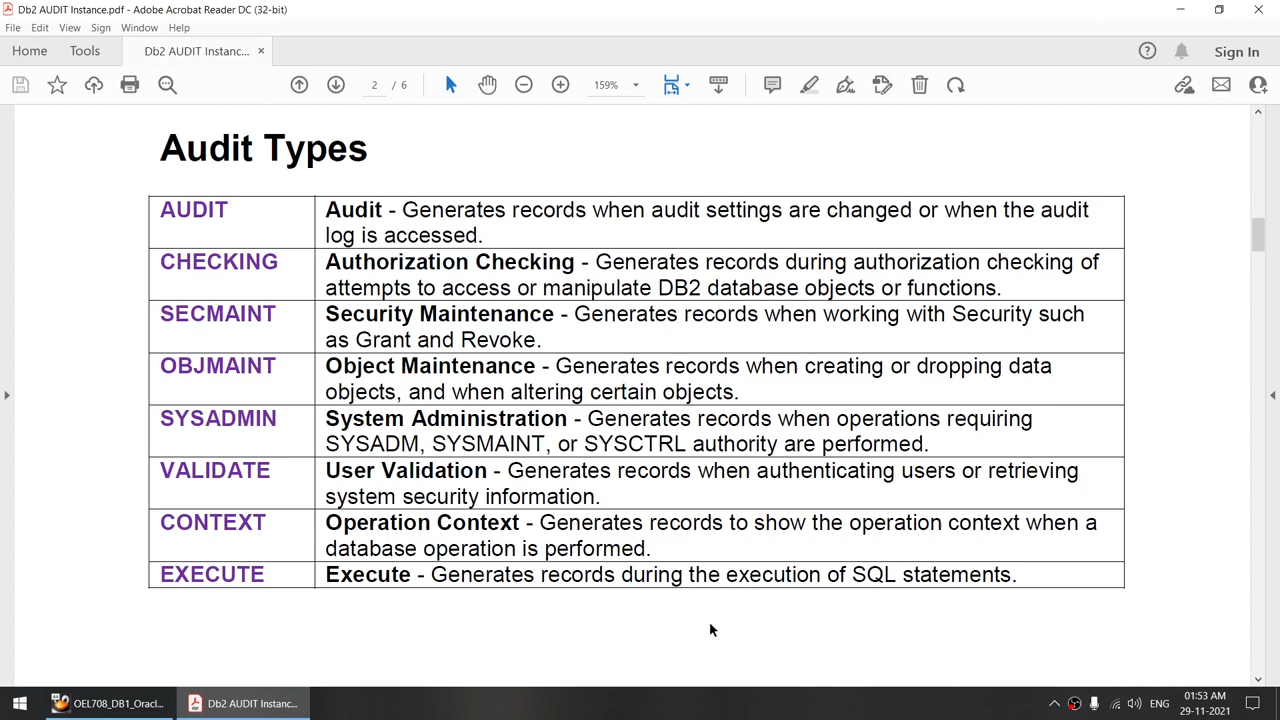 Db2 AUDIT Instance.pdf - Adobe Acrobat Reader DC (32-bit)
File Edit View Sign Window Help
Home Tools Db2 AUDIT Instanc... × Sign In
2 / 6 159%
Audit Types
AUDIT Audit - Generates records when audit settings are changed or when the audit
log is accessed.
CHECKING Authorization Checking - Generates records during authorization checking of
attempts to access or manipulate DB2 database objects or functions.
SECMAINT Security Maintenance - Generates records when working with Security such
as Grant and Revoke.
OBJMAINT Object Maintenance - Generates records when creating or dropping data
objects, and when altering certain objects.
SYSADMIN System Administration - Generates records when operations requiring
SYSADM, SYSMAINT, or SYSCTRL authority are performed.
VALIDATE User Validation - Generates records when authenticating users or retrieving
system security information.
CONTEXT Operation Context - Generates records to show the operation context when a
database operation is performed.
EXECUTE Execute - Generates records during the execution of SQL statements.
OEL708_DB1_Oracl... Db2 AUDIT Instanc... ENG 01:53 AM
29-11-2021